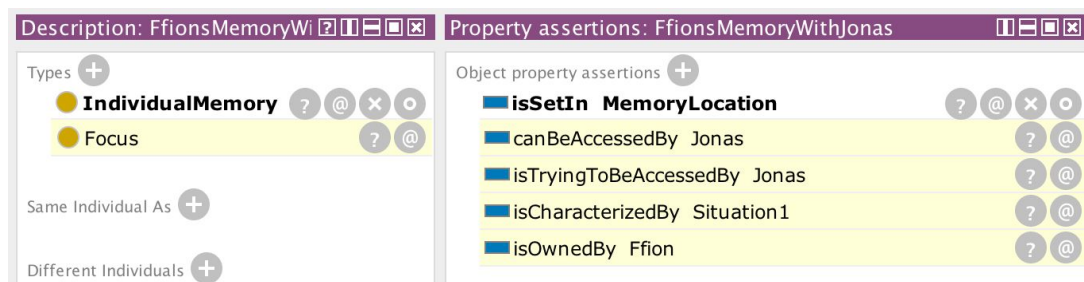 Description: FfionsMemoryWi
Types
IndividualMemory
Focus
Same Individual As
Different Individuals
Property assertions: FfionsMemoryWithJonas
Object property assertions
isSetIn MemoryLocation
canBeAccessedBy Jonas
isTryingToBeAccessedBy Jonas
isCharacterizedBy Situation1
isOwnedBy Ffion